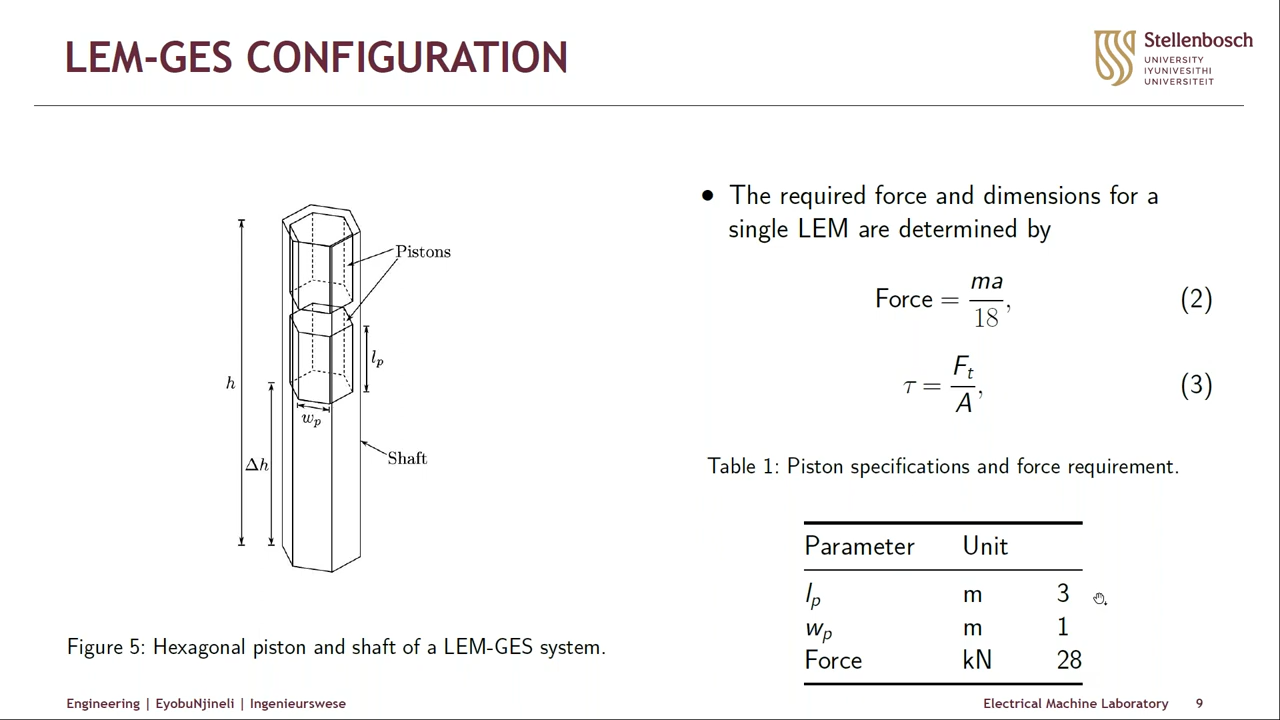 LEM-GES CONFIGURATION
Stellenbosch
UNIVERSITY
IYUNIVESITHI
UNIVERSITEIT
Pistons
l_p
h
w_p
Δh
Shaft
Figure 5: Hexagonal piston and shaft of a LEM-GES system.
• The required force and dimensions for a
single LEM are determined by
Force = ma/18, (2)
τ = F_t/A, (3)
Table 1: Piston specifications and force requirement.
Parameter Unit
l_p m 3
w_p m 1
Force kN 28
Engineering | EyobuNjineli | Ingenieurswese
Electrical Machine Laboratory 9